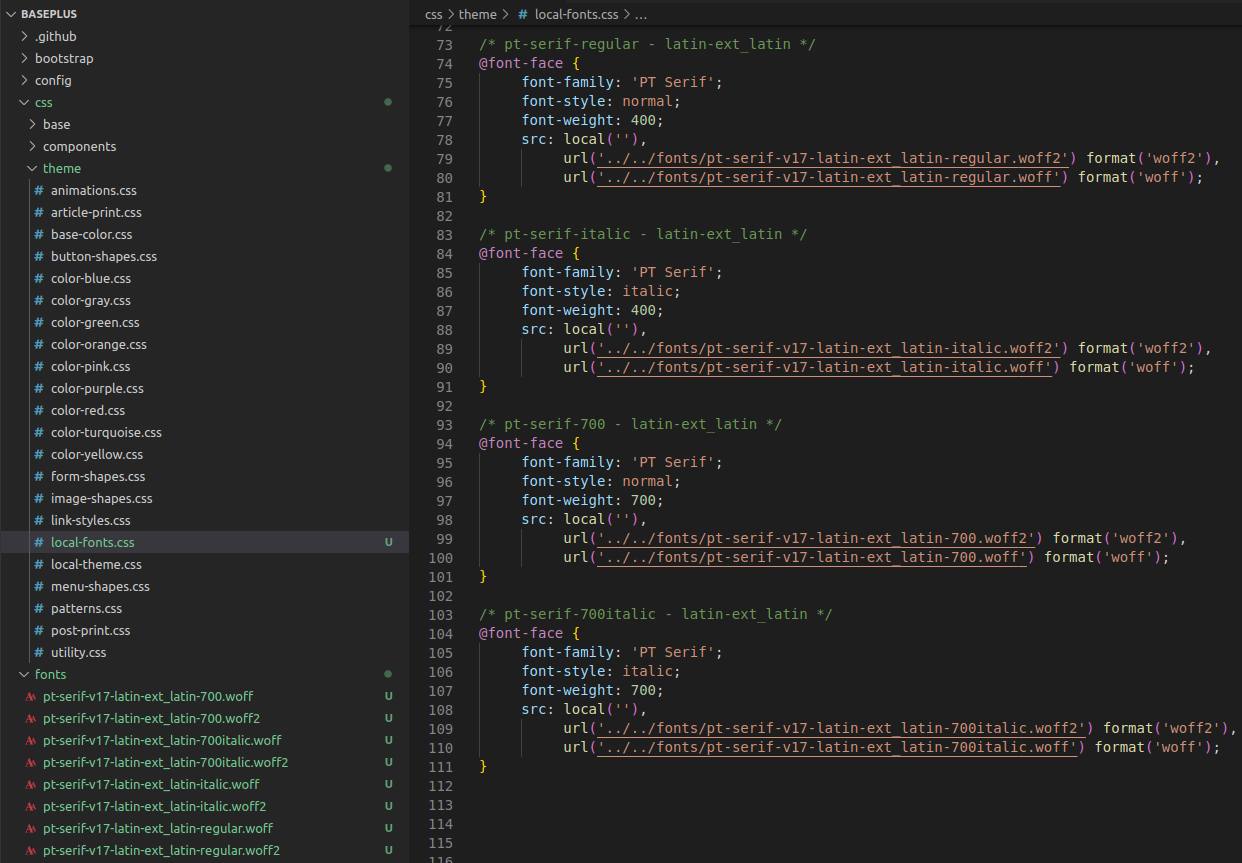 BASEPLUS
.github
bootstrap
config
css
base
components
theme
# animations.css
# article-print.css
# base-color.css
# button-shapes.css
# color-blue.css
# color-gray.css
# color-green.css
# color-orange.css
# color-pink.css
# color-purple.css
# color-red.css
# color-turquoise.css
# color-yellow.css
# form-shapes.css
# image-shapes.css
# link-styles.css
# local-fonts.css U
# local-theme.css
# menu-shapes.css
# patterns.css
# post-print.css
# utility.css
fonts
pt-serif-v17-latin-ext_latin-700.woff U
pt-serif-v17-latin-ext_latin-700.woff2 U
pt-serif-v17-latin-ext_latin-700italic.woff U
pt-serif-v17-latin-ext_latin-700italic.woff2 U
pt-serif-v17-latin-ext_latin-italic.woff U
pt-serif-v17-latin-ext_latin-italic.woff2 U
pt-serif-v17-latin-ext_latin-regular.woff U
pt-serif-v17-latin-ext_latin-regular.woff2 U
css > theme > # local-fonts.css > ...
72
73 /* pt-serif-regular - latin-ext_latin */
74 @font-face {
75 font-family: 'PT Serif';
76 font-style: normal;
77 font-weight: 400;
78 src: local(''),
79 url('../../fonts/pt-serif-v17-latin-ext_latin-regular.woff2') format('woff2'),
80 url('../../fonts/pt-serif-v17-latin-ext_latin-regular.woff') format('woff');
81 }
82
83 /* pt-serif-italic - latin-ext_latin */
84 @font-face {
85 font-family: 'PT Serif';
86 font-style: italic;
87 font-weight: 400;
88 src: local(''),
89 url('../../fonts/pt-serif-v17-latin-ext_latin-italic.woff2') format('woff2'),
90 url('../../fonts/pt-serif-v17-latin-ext_latin-italic.woff') format('woff');
91 }
92
93 /* pt-serif-700 - latin-ext_latin */
94 @font-face {
95 font-family: 'PT Serif';
96 font-style: normal;
97 font-weight: 700;
98 src: local(''),
99 url('../../fonts/pt-serif-v17-latin-ext_latin-700.woff2') format('woff2'),
100 url('../../fonts/pt-serif-v17-latin-ext_latin-700.woff') format('woff');
101 }
102
103 /* pt-serif-700italic - latin-ext_latin */
104 @font-face {
105 font-family: 'PT Serif';
106 font-style: italic;
107 font-weight: 700;
108 src: local(''),
109 url('../../fonts/pt-serif-v17-latin-ext_latin-700italic.woff2') format('woff2'),
110 url('../../fonts/pt-serif-v17-latin-ext_latin-700italic.woff') format('woff');
111 }
112
113
114
115
116